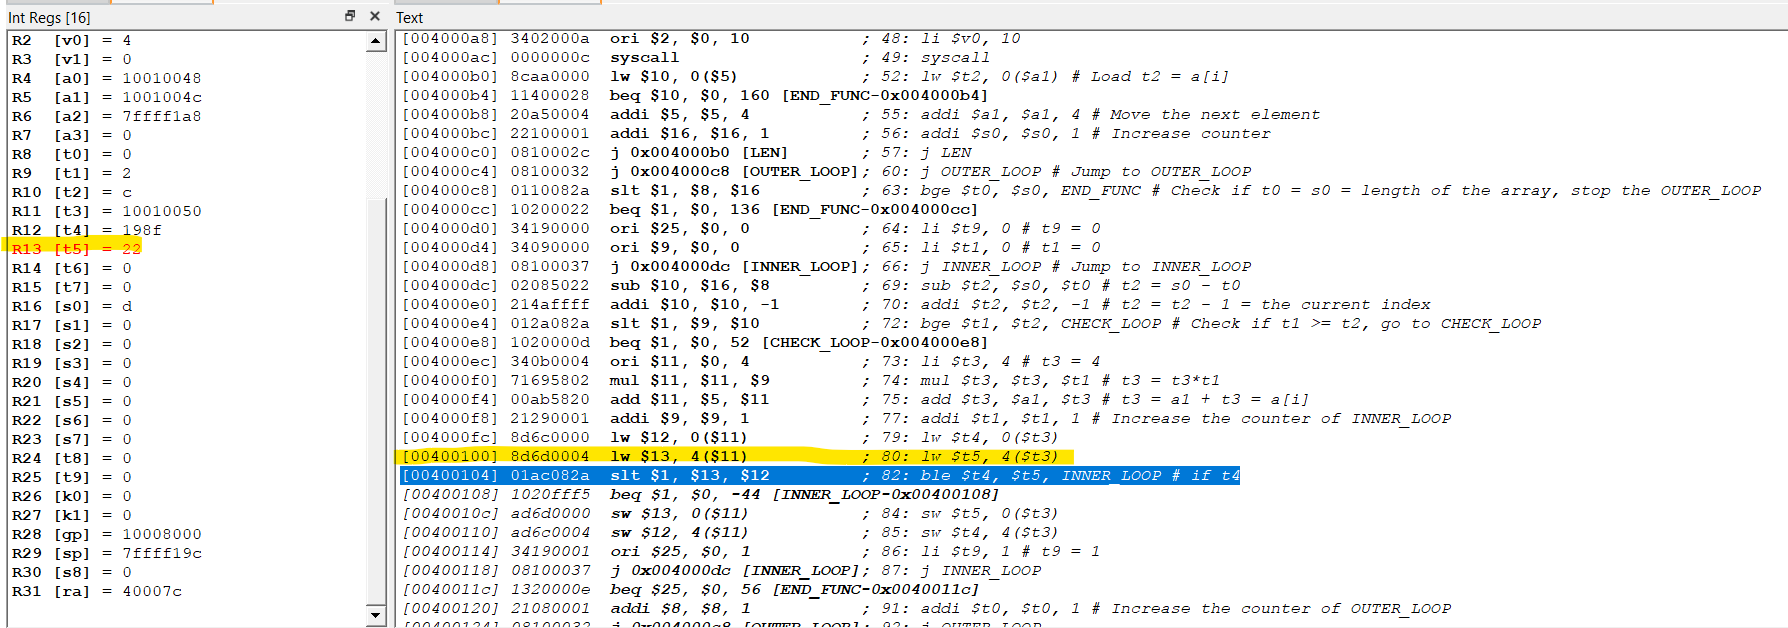 Int Regs [16]
R2 [v0] = 4
R3 [v1] = 0
R4 [a0] = 10010048
R5 [a1] = 1001004c
R6 [a2] = 7ffff1a8
R7 [a3] = 0
R8 [t0] = 0
R9 [t1] = 2
R10 [t2] = c
R11 [t3] = 10010050
R12 [t4] = 198f
R13 [t5] = 22
R14 [t6] = 0
R15 [t7] = 0
R16 [s0] = d
R17 [s1] = 0
R18 [s2] = 0
R19 [s3] = 0
R20 [s4] = 0
R21 [s5] = 0
R22 [s6] = 0
R23 [s7] = 0
R24 [t8] = 0
R25 [t9] = 0
R26 [k0] = 0
R27 [k1] = 0
R28 [gp] = 10008000
R29 [sp] = 7ffff19c
R30 [s8] = 0
R31 [ra] = 40007c
Text
[004000a8] 3402000a ori $2, $0, 10 ; 48: li $v0, 10
[004000ac] 0000000c syscall ; 49: syscall
[004000b0] 8caa0000 lw $10, 0($5) ; 52: lw $t2, 0($a1) # Load t2 = a[i]
[004000b4] 11400028 beq $10, $0, 160 [END_FUNC-0x004000b4]
[004000b8] 20a50004 addi $5, $5, 4 ; 55: addi $a1, $a1, 4 # Move the next element
[004000bc] 22100001 addi $16, $16, 1 ; 56: addi $s0, $s0, 1 # Increase counter
[004000c0] 0810002c j 0x004000b0 [LEN] ; 57: j LEN
[004000c4] 08100032 j 0x004000c8 [OUTER_LOOP]; 60: j OUTER_LOOP # Jump to OUTER_LOOP
[004000c8] 0110082a slt $1, $8, $16 ; 63: bge $t0, $s0, END_FUNC # Check if t0 = s0 = length of the array, stop the OUTER_LOOP
[004000cc] 10200022 beq $1, $0, 136 [END_FUNC-0x004000cc]
[004000d0] 34190000 ori $25, $0, 0 ; 64: li $t9, 0 # t9 = 0
[004000d4] 34090000 ori $9, $0, 0 ; 65: li $t1, 0 # t1 = 0
[004000d8] 08100037 j 0x004000dc [INNER_LOOP]; 66: j INNER_LOOP # Jump to INNER_LOOP
[004000dc] 02085022 sub $10, $16, $8 ; 69: sub $t2, $s0, $t0 # t2 = s0 - t0
[004000e0] 214affff addi $10, $10, -1 ; 70: addi $t2, $t2, -1 # t2 = t2 - 1 = the current index
[004000e4] 012a082a slt $1, $9, $10 ; 72: bge $t1, $t2, CHECK_LOOP # Check if t1 >= t2, go to CHECK_LOOP
[004000e8] 1020000d beq $1, $0, 52 [CHECK_LOOP-0x004000e8]
[004000ec] 340b0004 ori $11, $0, 4 ; 73: li $t3, 4 # t3 = 4
[004000f0] 71695802 mul $11, $11, $9 ; 74: mul $t3, $t3, $t1 # t3 = t3*t1
[004000f4] 00ab5820 add $11, $5, $11 ; 75: add $t3, $a1, $t3 # t3 = a1 + t3 = a[i]
[004000f8] 21290001 addi $9, $9, 1 ; 77: addi $t1, $t1, 1 # Increase the counter of INNER_LOOP
[004000fc] 8d6c0000 lw $12, 0($11) ; 79: lw $t4, 0($t3)
[00400100] 8d6d0004 lw $13, 4($11) ; 80: lw $t5, 4($t3)
[00400104] 01ac082a slt $1, $13, $12 ; 82: ble $t4, $t5, INNER_LOOP # if t4
[00400108] 1020fff5 beq $1, $0, -44 [INNER_LOOP-0x00400108]
[0040010c] ad6d0000 sw $13, 0($11) ; 84: sw $t5, 0($t3)
[00400110] ad6c0004 sw $12, 4($11) ; 85: sw $t4, 4($t3)
[00400114] 34190001 ori $25, $0, 1 ; 86: li $t9, 1 # t9 = 1
[00400118] 08100037 j 0x004000dc [INNER_LOOP]; 87: j INNER_LOOP
[0040011c] 1320000e beq $25, $0, 56 [END_FUNC-0x0040011c]
[00400120] 21080001 addi $8, $8, 1 ; 91: addi $t0, $t0, 1 # Increase the counter of OUTER_LOOP
[00400124] 08100032 j 0x004000c8 [OUTER_LOOP]; 92: j OUTER_LOOP